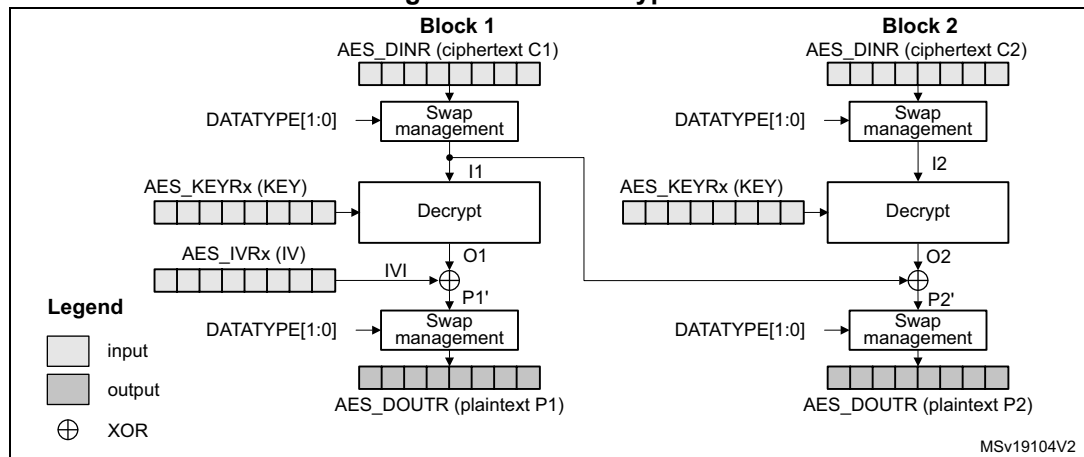 Block 1
Block 2
AES_DINR (ciphertext C1)
AES_DINR (ciphertext C2)
DATATYPE[1:0]
Swap
management
DATATYPE[1:0]
Swap
management
I1
I2
AES_KEYRx (KEY)
Decrypt
AES_KEYRx (KEY)
Decrypt
AES_IVRx (IV)
O1
O2
IVI
P1'
P2'
Legend
DATATYPE[1:0]
Swap
management
DATATYPE[1:0]
Swap
management
input
output
AES_DOUTR (plaintext P1)
AES_DOUTR (plaintext P2)
XOR
MSv19104V2